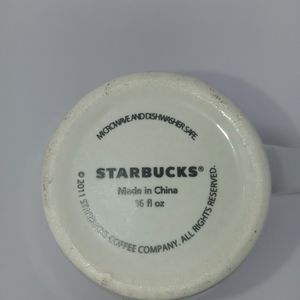 MICROWAVE AND DISHWASHER SAFE.
STARBUCKS®
Made in China
16 fl oz
© 2011 STARBUCKS COFFEE COMPANY. ALL RIGHTS RESERVED.